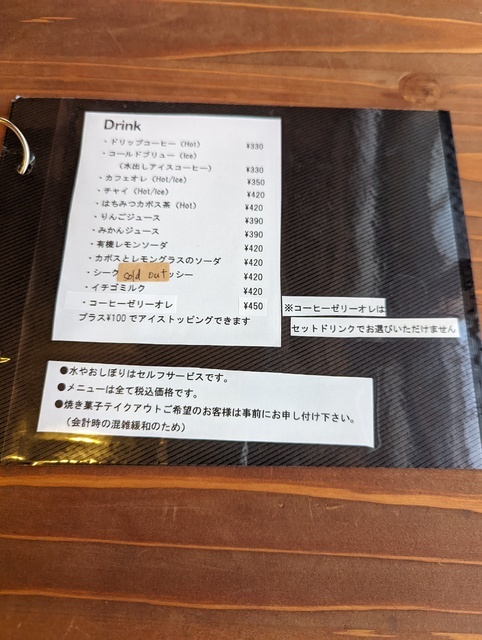 Drink
・ドリップコーヒー (Hot) ¥330
・コールドブリュー (Ice)
(水出しアイスコーヒー) ¥330
・カフェオレ (Hot/Ice) ¥350
・チャイ (Hot/Ice) ¥420
・はちみつカボス茶 (Hot) ¥420
・りんごジュース ¥390
・みかんジュース ¥390
・有機レモンソーダ ¥420
・カボスとレモングラスのソーダ ¥420
・シーク sold out ッシー ¥420
・イチゴミルク ¥420
・コーヒーゼリーオレ ¥450
プラス¥100でアイストッピングできます
※コーヒーゼリーオレは
セットドリンクでお選びいただけません
●水やおしぼりはセルフサービスです。
●メニューは全て税込価格です。
●焼き菓子テイクアウトご希望のお客様は事前にお申し付け下さい。
(会計時の混雑緩和のため)